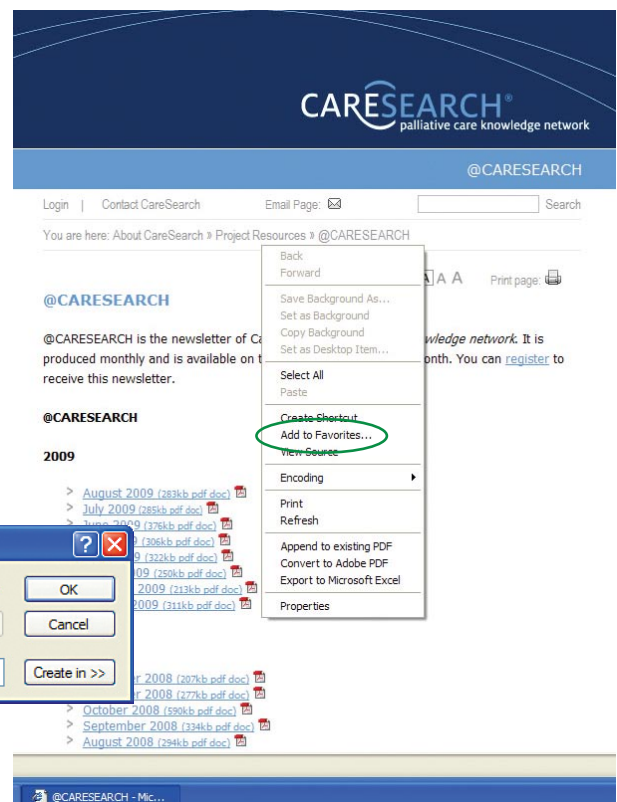 CARESEARCH®
palliative care knowledge network
@CARESEARCH
Login | Contact CareSearch Email Page: Search
You are here: About CareSearch » Project Resources » @CARESEARCH
A A A Print page:
@CARESEARCH
@CARESEARCH is the newsletter of Ca wledge network. It is
produced monthly and is available on t onth. You can register to
receive this newsletter.
@CARESEARCH
2009
> August 2009 (283kb pdf doc)
> July 2009 (285kb pdf doc)
> June 2009 (376kb pdf doc)
9 (306kb pdf doc)
9 (322kb pdf doc)
09 (250kb pdf doc)
2009 (213kb pdf doc)
2009 (311kb pdf doc)
r 2008 (207kb pdf doc)
r 2008 (277kb pdf doc)
> October 2008 (590kb pdf doc)
> September 2008 (334kb pdf doc)
> August 2008 (294kb pdf doc)
Back
Forward
Save Background As...
Set as Background
Copy Background
Set as Desktop Item...
Select All
Paste
Create Shortcut
Add to Favorites...
View Source
Encoding
Print
Refresh
Append to existing PDF
Convert to Adobe PDF
Export to Microsoft Excel
Properties
?
OK
Cancel
Create in >>
@CARESEARCH - Mic...